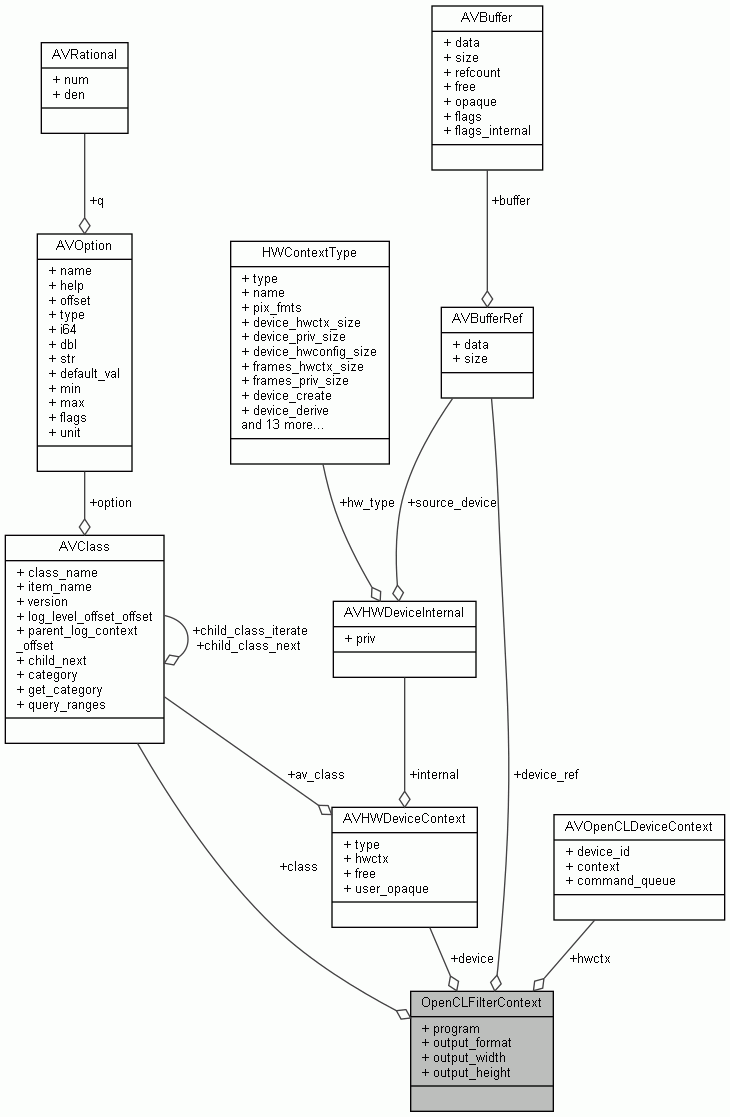 AVBuffer
+ data
+ size
+ refcount
+ free
+ opaque
+ flags
+ flags_internal
AVRational
+ num
+ den
+q
+buffer
AVOption
+ name
+ help
+ offset
+ type
+ i64
+ dbl
+ str
+ default_val
+ min
+ max
+ flags
+ unit
HWContextType
+ type
+ name
+ pix_fmts
+ device_hwctx_size
+ device_priv_size
+ device_hwconfig_size
+ frames_hwctx_size
+ frames_priv_size
+ device_create
+ device_derive
and 13 more...
AVBufferRef
+ data
+ size
+option
+hw_type
+source_device
AVClass
+ class_name
+ item_name
+ version
+ log_level_offset_offset
+ parent_log_context
_offset
+ child_next
+ category
+ get_category
+ query_ranges
+child_class_iterate
+child_class_next
AVHWDeviceInternal
+ priv
+av_class
+internal
+device_ref
AVHWDeviceContext
+ type
+ hwctx
+ free
+ user_opaque
AVOpenCLDeviceContext
+ device_id
+ context
+ command_queue
+class
+device
+hwctx
OpenCLFilterContext
+ program
+ output_format
+ output_width
+ output_height